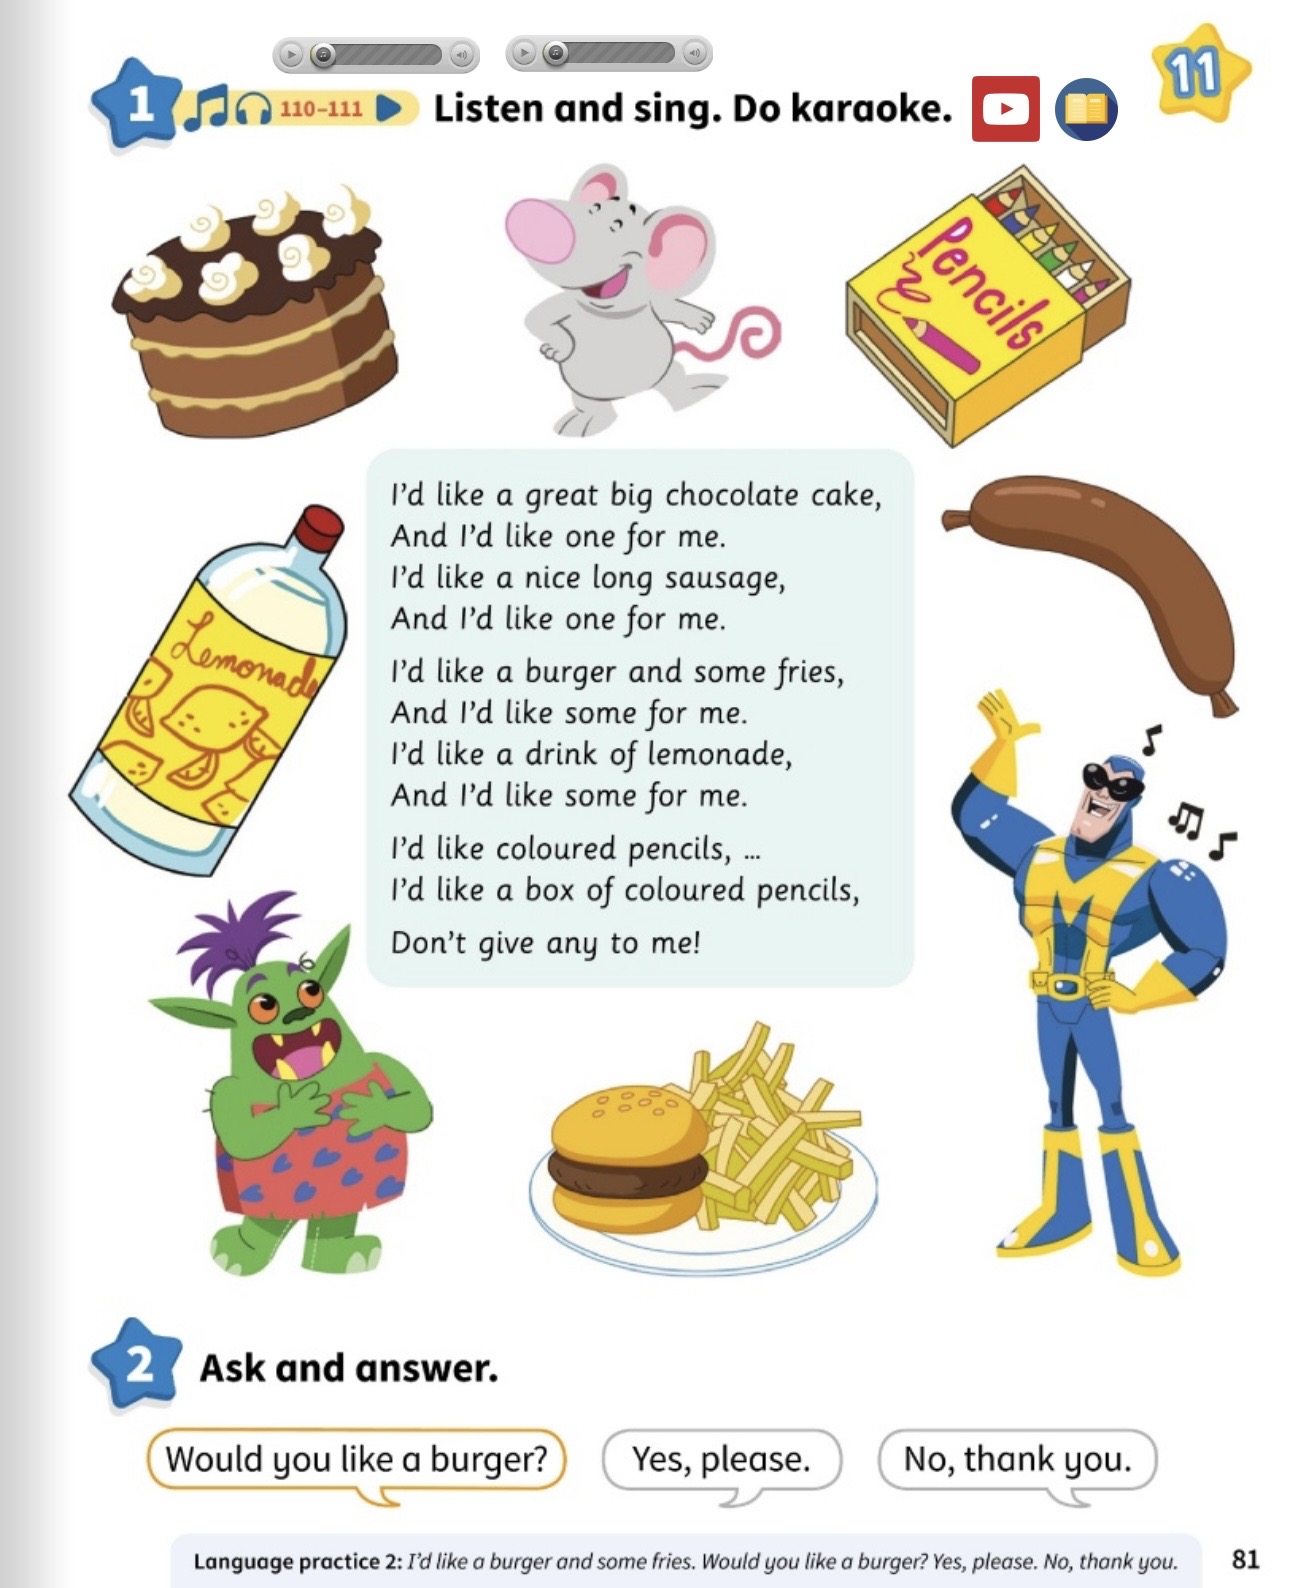 1 110–111 Listen and sing. Do karaoke.
11
Pencils
I'd like a great big chocolate cake,
And I'd like one for me.
I'd like a nice long sausage,
And I'd like one for me.
I'd like a burger and some fries,
And I'd like some for me.
I'd like a drink of lemonade,
And I'd like some for me.
I'd like coloured pencils, ...
I'd like a box of coloured pencils,
Don't give any to me!
Lemonade
M
2 Ask and answer.
Would you like a burger? Yes, please. No, thank you.
Language practice 2: I'd like a burger and some fries. Would you like a burger? Yes, please. No, thank you. 81